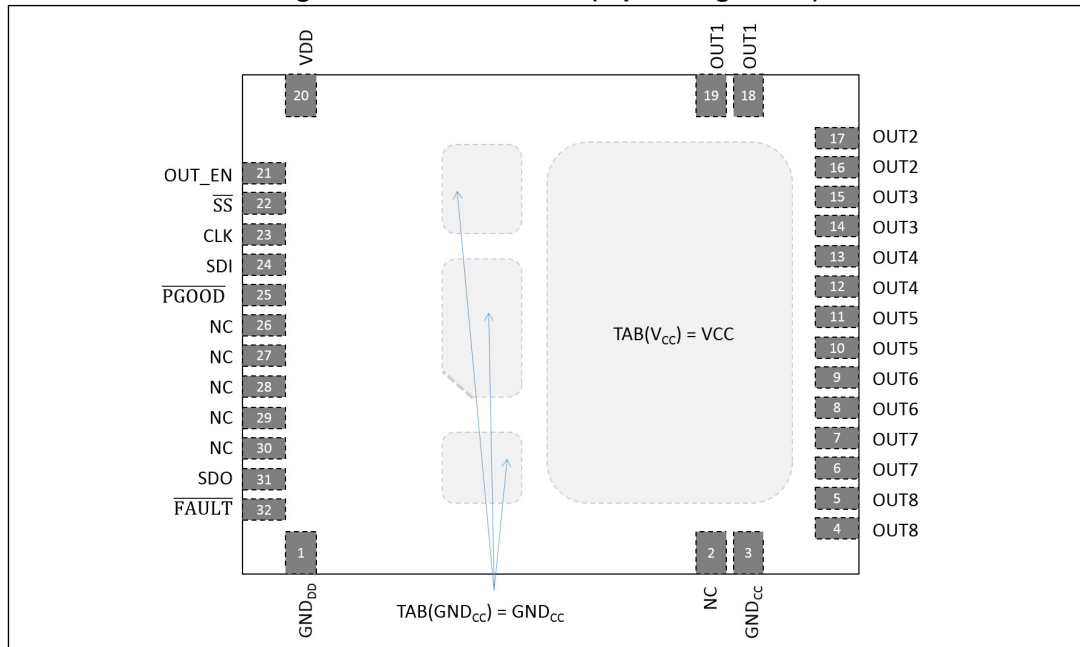 VDD
OUT1
OUT1
20
19
18
OUT_EN 21
S̅S̅ 22
CLK 23
SDI 24
P̅G̅O̅O̅D̅ 25
NC 26
NC 27
NC 28
NC 29
NC 30
SDO 31
F̅A̅U̅L̅T̅ 32
17 OUT2
16 OUT2
15 OUT3
14 OUT3
13 OUT4
12 OUT4
11 OUT5
10 OUT5
9 OUT6
8 OUT6
7 OUT7
6 OUT7
5 OUT8
4 OUT8
TAB(VCC) = VCC
1
2
3
GNDDD
NC
GNDCC
TAB(GNDCC) = GNDCC